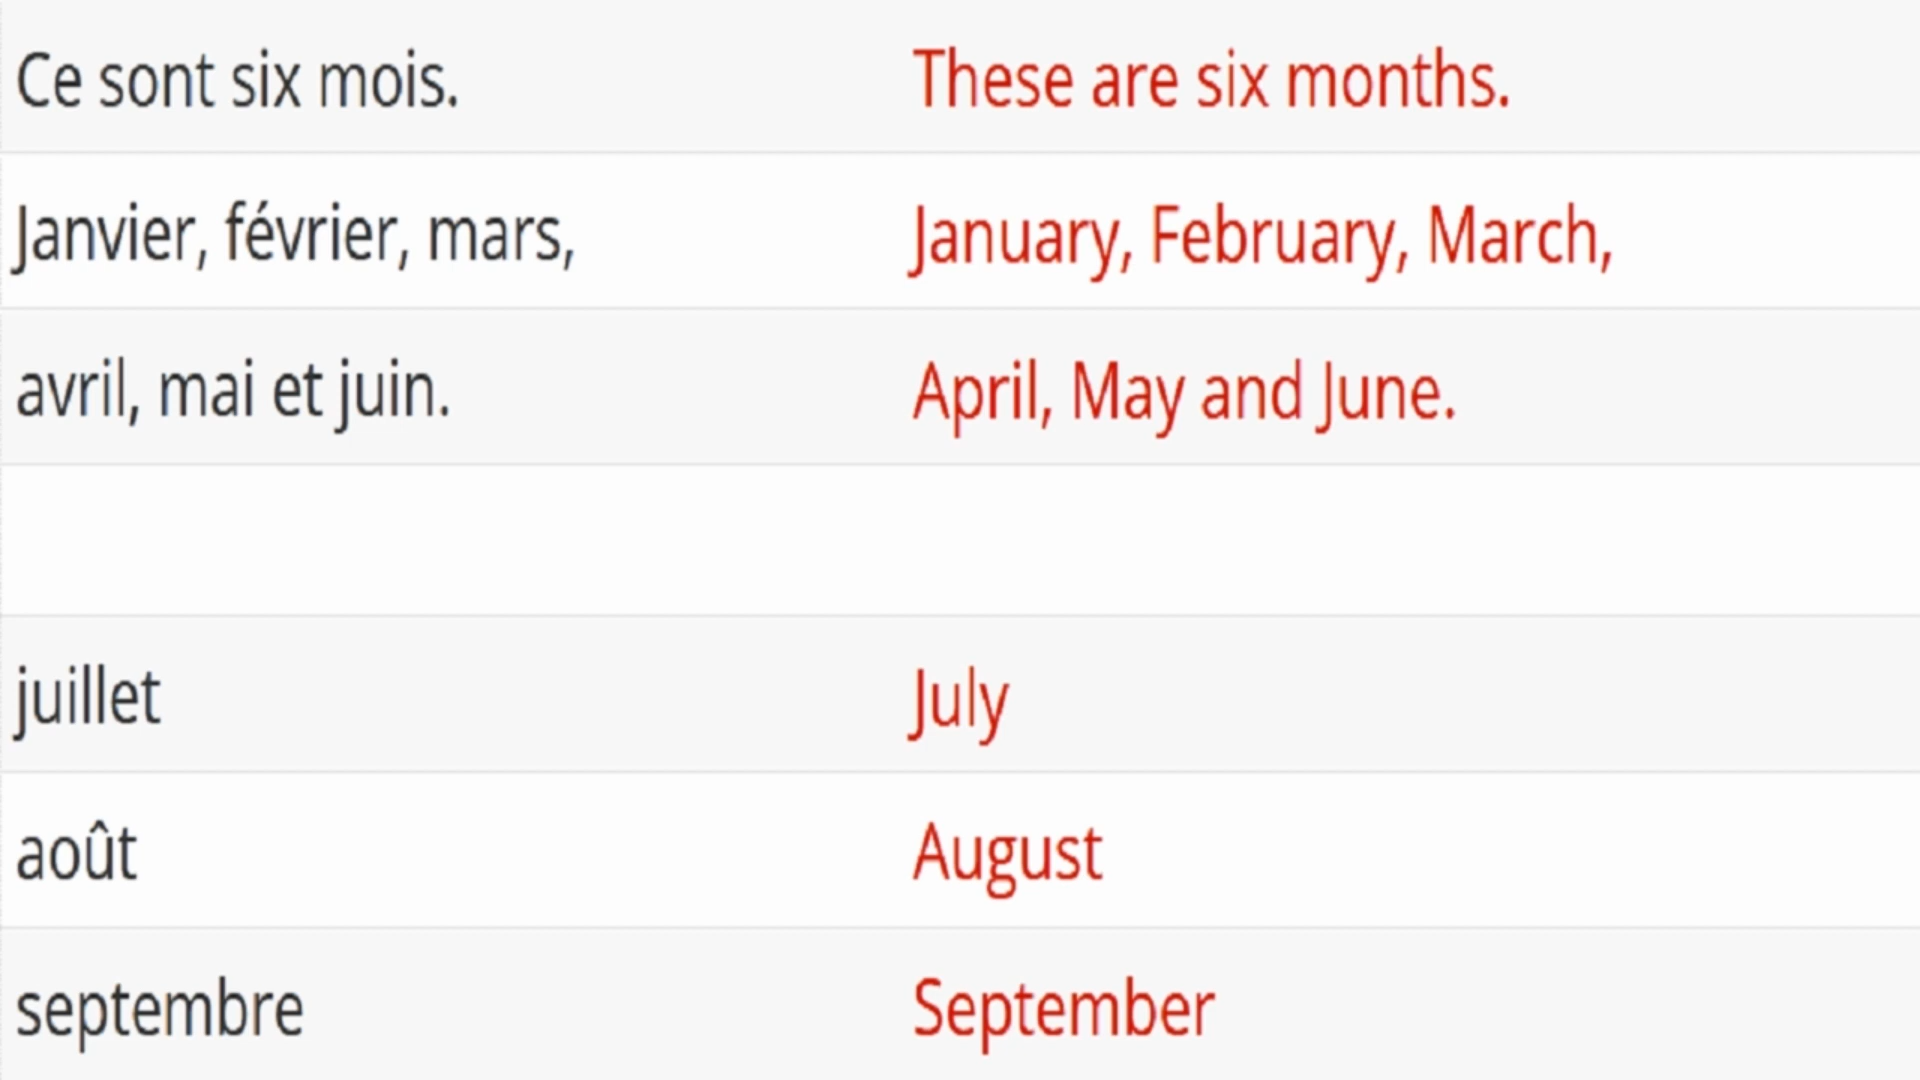 Ce sont six mois. These are six months.
Janvier, février, mars, January, February, March,
avril, mai et juin. April, May and June.
juillet July
août August
septembre September